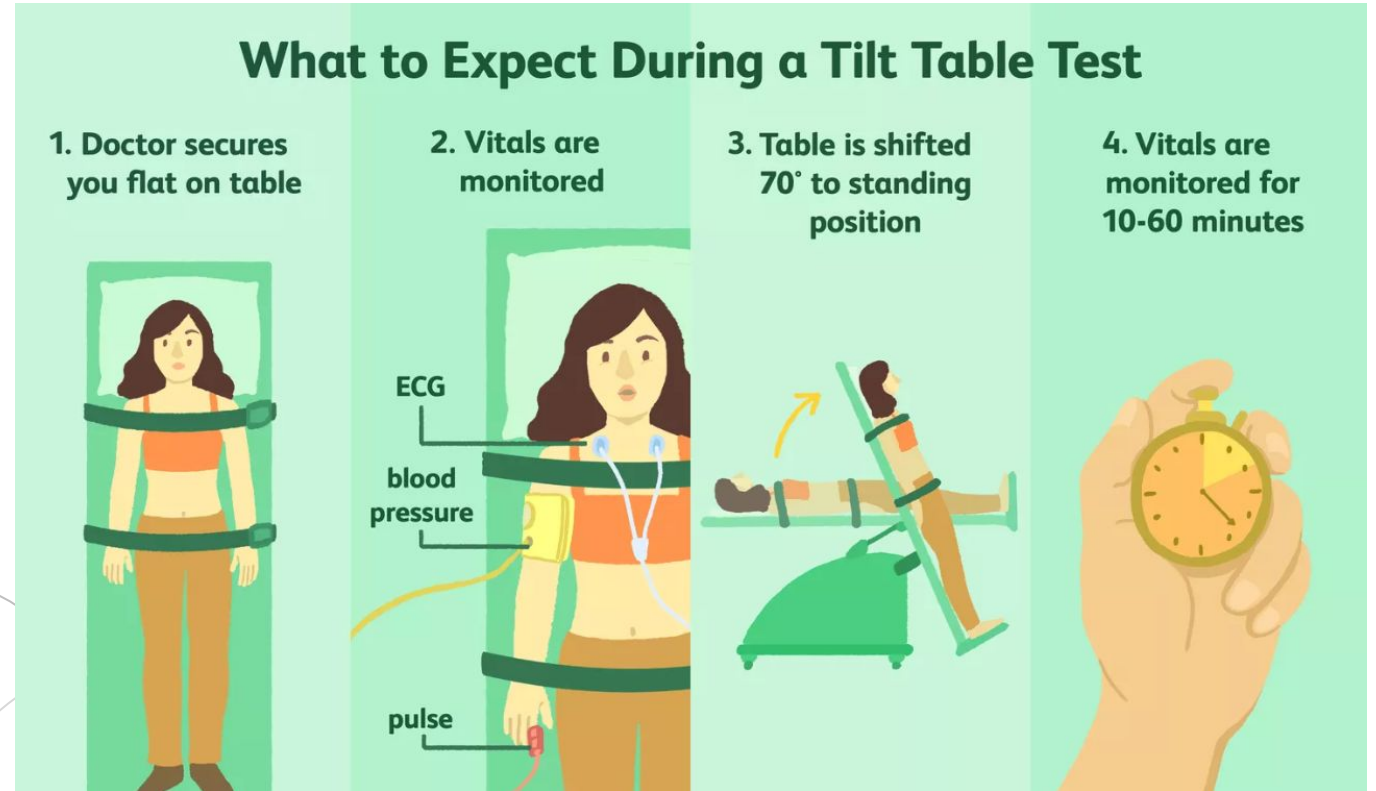 What to Expect During a Tilt Table Test
1. Doctor secures
you flat on table
2. Vitals are
monitored
ECG
blood
pressure
pulse
3. Table is shifted
70° to standing
position
4. Vitals are
monitored for
10-60 minutes